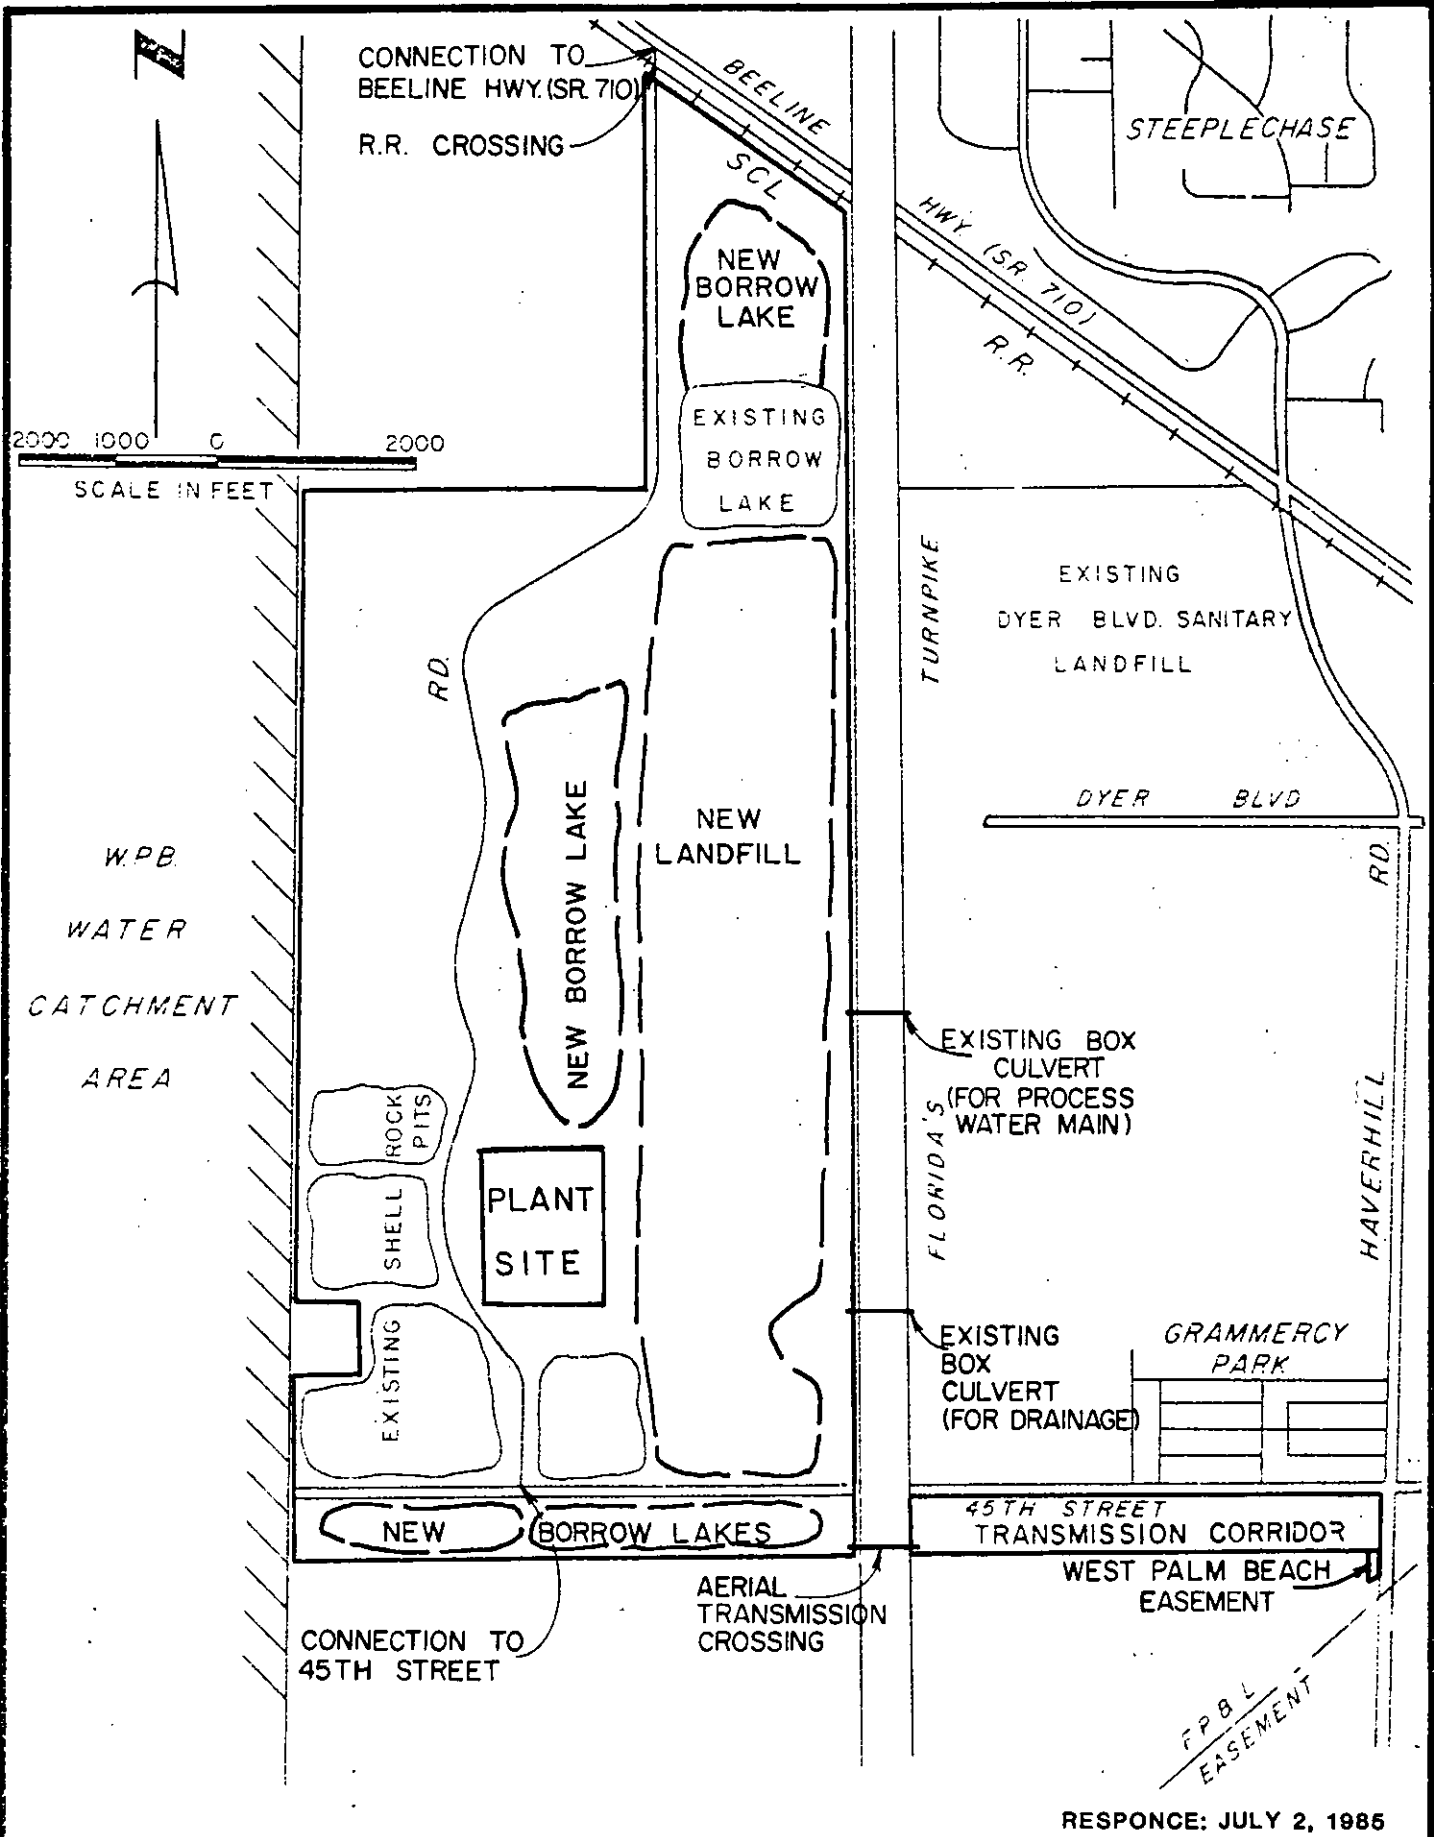 CONNECTION TO
BEELINE HWY.(SR 710)
R.R. CROSSING
BEELINE
HWY. (S.R. 710)
SCL
R.R.
STEEPLECHASE
NEW
BORROW
LAKE
EXISTING
BORROW
LAKE
2000 1000 0 2000
SCALE IN FEET
TURNPIKE
EXISTING
DYER BLVD. SANITARY
LANDFILL
RD.
DYER BLVD
NEW
LANDFILL
NEW BORROW LAKE
W.P.B.
WATER
CATCHMENT
AREA
RD.
HAVERHILL
EXISTING BOX
CULVERT
(FOR PROCESS
WATER MAIN)
FLORIDA'S
ROCK
PITS
SHELL
EXISTING
PLANT
SITE
EXISTING
BOX
CULVERT
(FOR DRAINAGE)
GRAMMERCY
PARK
45TH STREET
TRANSMISSION CORRIDOR
NEW
BORROW LAKES
WEST PALM BEACH
EASEMENT
AERIAL
TRANSMISSION
CROSSING
CONNECTION TO
45TH STREET
FP&L
EASEMENT
RESPONCE: JULY 2, 1985